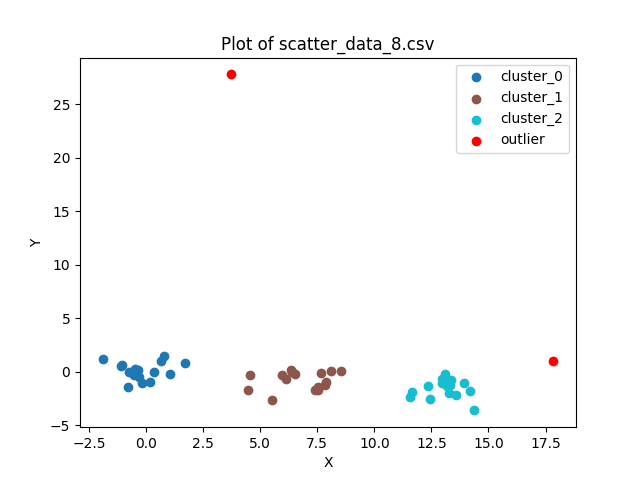 Plot of scatter_data_8.csv
cluster_0
cluster_1
cluster_2
outlier
25
20
15
10
5
0
−5
Y
−2.5 0.0 2.5 5.0 7.5 10.0 12.5 15.0 17.5
X